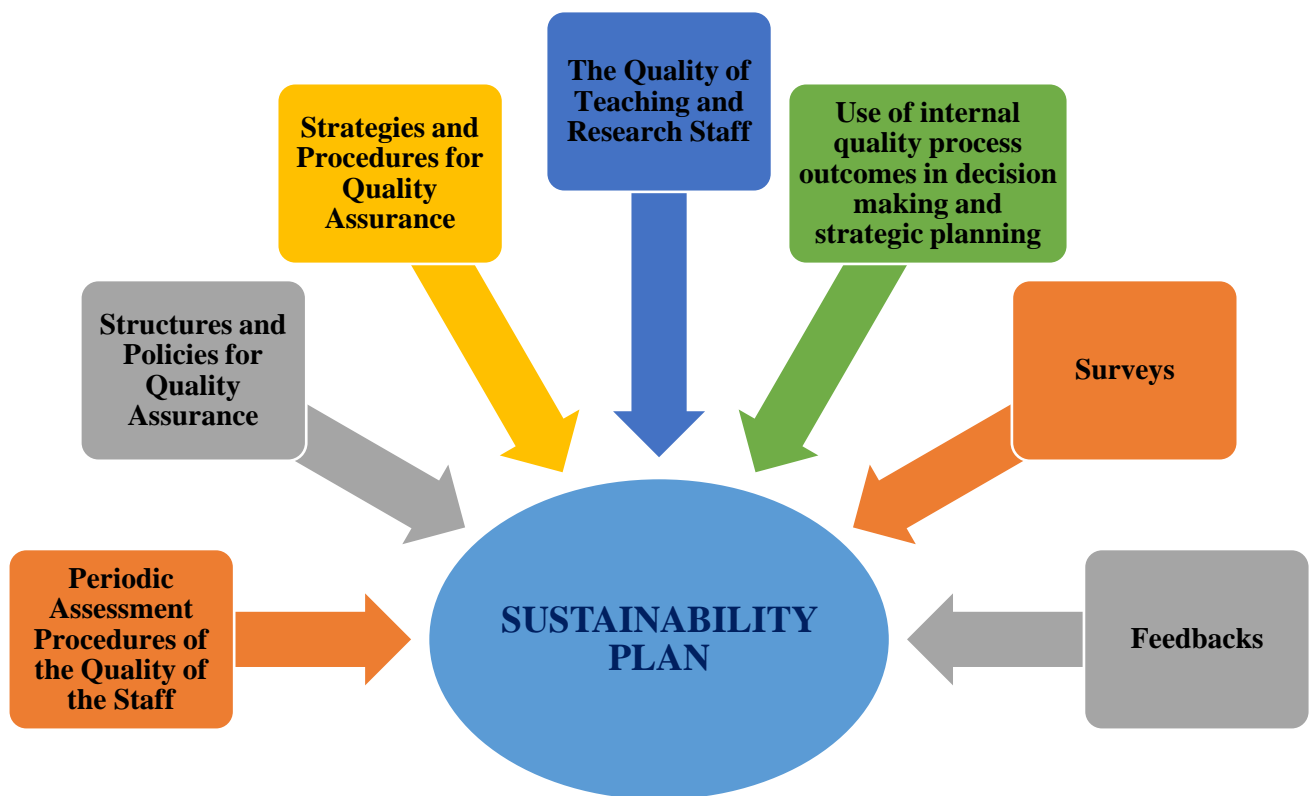 The Quality of
Teaching and
Research Staff
Strategies and
Procedures for
Quality
Assurance
Use of internal
quality process
outcomes in decision
making and
strategic planning
Structures and
Policies for
Quality
Assurance
Surveys
Periodic
Assessment
Procedures of
the Quality of
the Staff
SUSTAINABILITY
PLAN
Feedbacks